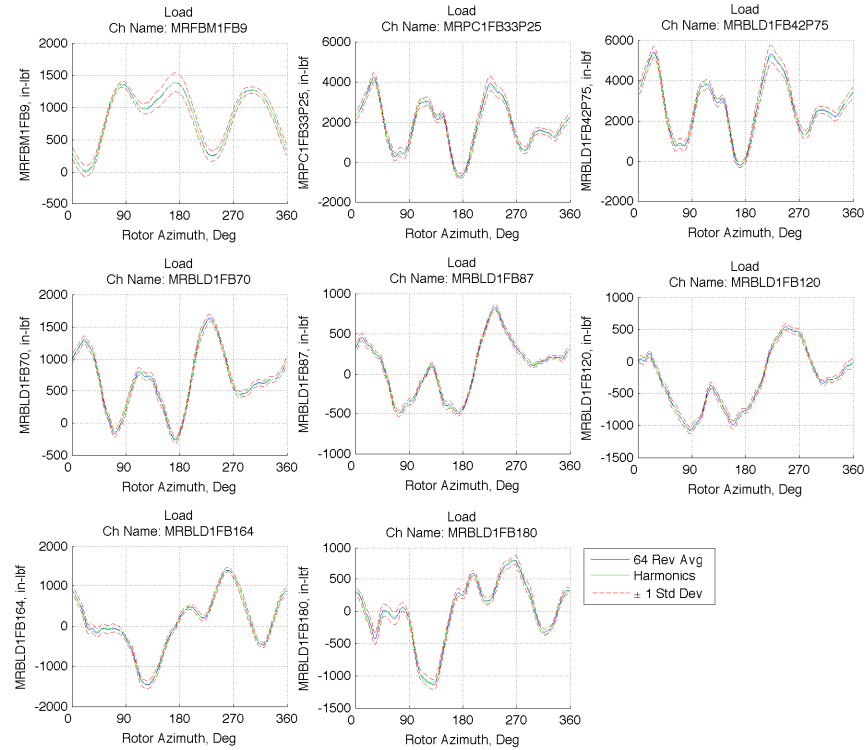 Load
Ch Name: MRFBM1FB9
MRFBM1FB9, in-lbf
2000
1500
1000
500
0
-500
0 90 180 270 360
Rotor Azimuth, Deg
Load
Ch Name: MRPC1FB33P25
MRPC1FB33P25, in-lbf
6000
4000
2000
0
-2000
0 90 180 270 360
Rotor Azimuth, Deg
Load
Ch Name: MRBLD1FB42P75
MRBLD1FB42P75, in-lbf
6000
4000
2000
0
-2000
0 90 180 270 360
Rotor Azimuth, Deg
Load
Ch Name: MRBLD1FB70
MRBLD1FB70, in-lbf
2000
1500
1000
500
0
-500
0 90 180 270 360
Rotor Azimuth, Deg
Load
Ch Name: MRBLD1FB87
MRBLD1FB87, in-lbf
1000
500
0
-500
-1000
0 90 180 270 360
Rotor Azimuth, Deg
Load
Ch Name: MRBLD1FB120
MRBLD1FB120, in-lbf
1000
500
0
-500
-1000
-1500
0 90 180 270 360
Rotor Azimuth, Deg
Load
Ch Name: MRBLD1FB164
MRBLD1FB164, in-lbf
2000
1000
0
-1000
-2000
0 90 180 270 360
Rotor Azimuth, Deg
Load
Ch Name: MRBLD1FB180
MRBLD1FB180, in-lbf
1000
500
0
-500
-1000
-1500
0 90 180 270 360
Rotor Azimuth, Deg
64 Rev Avg
Harmonics
± 1 Std Dev